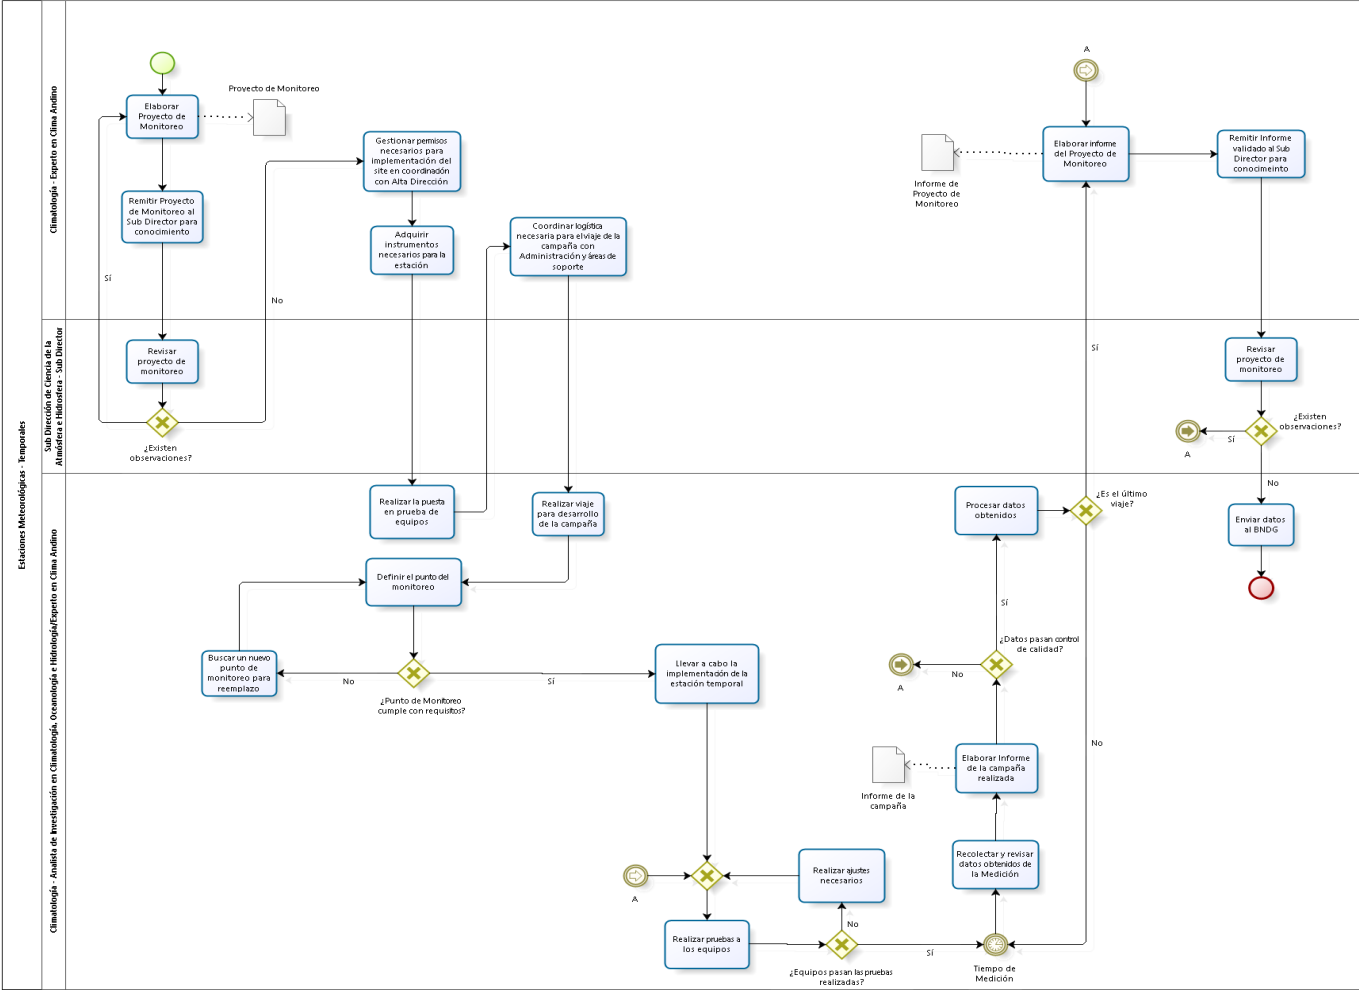 Estaciones Meteorológicas - Temporales
Climatología - Experto en Clima Andino
Proyecto de Monitoreo
Elaborar
Proyecto de
Monitoreo
Remitir Proyecto
de Monitoreo al
Sub Director para
conocimiento
Sí
No
Gestionar permisos
necesarios para
implementación del
site en coordinación
con Alta Dirección
Adquirir
instrumentos
necesarios para la
estación
Coordinar logística
necesaria para el viaje de la
campaña con
Administración y áreas de
soporte
A
Elaborar informe
del Proyecto de
Monitoreo
Informe de
Proyecto de
Monitoreo
Remitir Informe
validado al Sub
Director para
conocimeinto
Sub Dirección de Ciencia de la
Atmósfera e Hidrosfera - Sub Director
Revisar
proyecto de
monitoreo
¿Existen
observaciones?
Sí
Revisar
proyecto de
monitoreo
¿Existen
observaciones?
Sí
A
No
Climatología - Analista de Investigación en Climatología, Oceanología e Hidrología/Experto en Clima Andino
Realizar la puesta
en prueba de
equipos
Realizar viaje
para desarrollo
de la campaña
Definir el punto del
monitoreo
Buscar un nuevo
punto de
monitoreo para
reemplazo
No
¿Punto de Monitoreo
cumple con requisitos?
Sí
Llevar a cabo la
implementación de la
estación temporal
A
Realizar ajustes
necesarios
No
Realizar pruebas a
los equipos
¿Equipos pasan las pruebas
realizadas?
Sí
Tiempo de
Medición
Recolectar y revisar
datos obtenidos de
la Medición
Elaborar Informe
de la campaña
realizada
Informe de la
campaña
¿Datos pasan control
de calidad?
No
A
Sí
Procesar datos
obtenidos
¿Es el último
viaje?
No
Enviar datos
al BNDG